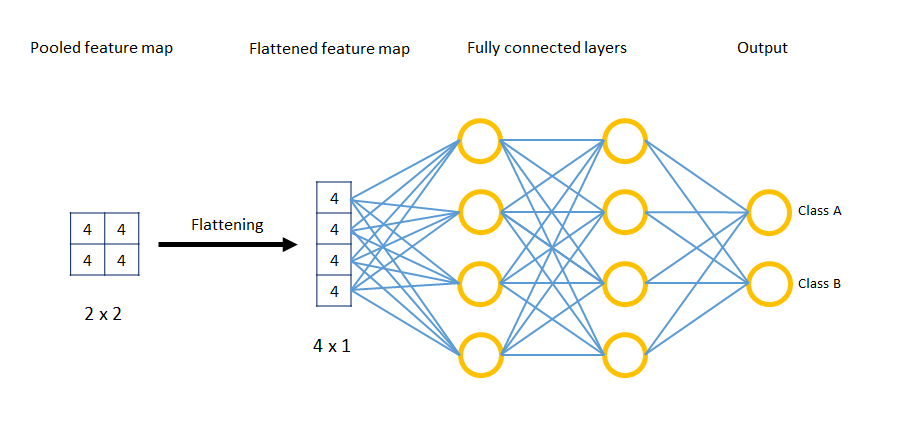 Pooled feature map
Flattened feature map
Fully connected layers
Output
4 4
4 4
2 x 2
Flattening
4
4
4
4
4 x 1
Class A
Class B